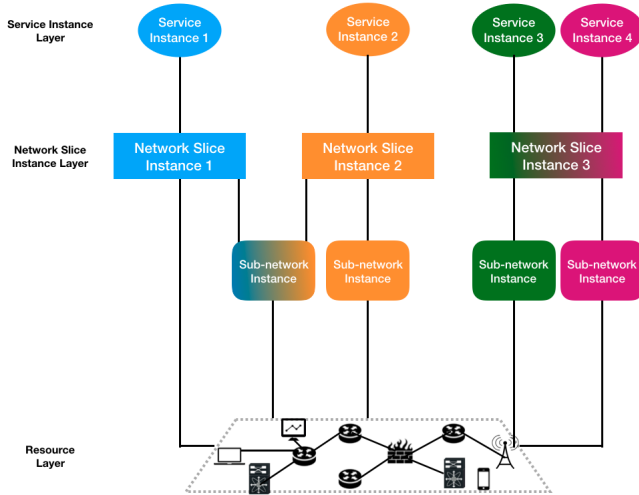 Service Instance
Layer
Service
Instance 1
Service
Instance 2
Service
Instance 3
Service
Instance 4
Network Slice
Instance Layer
Network Slice
Instance 1
Network Slice
Instance 2
Network Slice
Instance 3
Sub-network
Instance
Sub-network
Instance
Sub-network
Instance
Sub-network
Instance
Resource
Layer